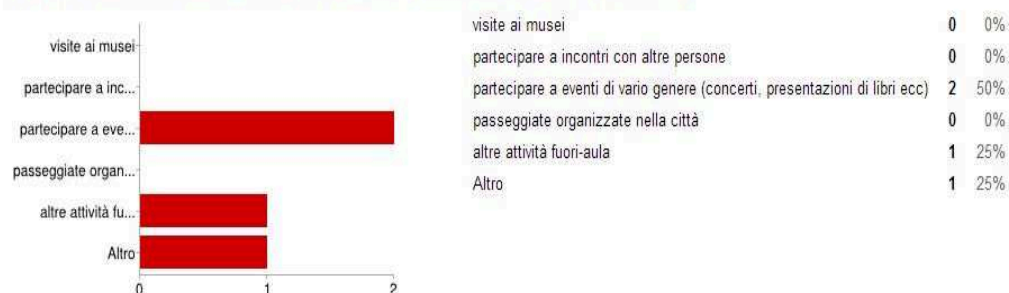 visite ai musei
partecipare a inc...
partecipare a eve...
passeggiate organ...
altre attività fu...
Altro
0 1 2
visite ai musei 0 0%
partecipare a incontri con altre persone 0 0%
partecipare a eventi di vario genere (concerti, presentazioni di libri ecc) 2 50%
passeggiate organizzate nella città 0 0%
altre attività fuori-aula 1 25%
Altro 1 25%